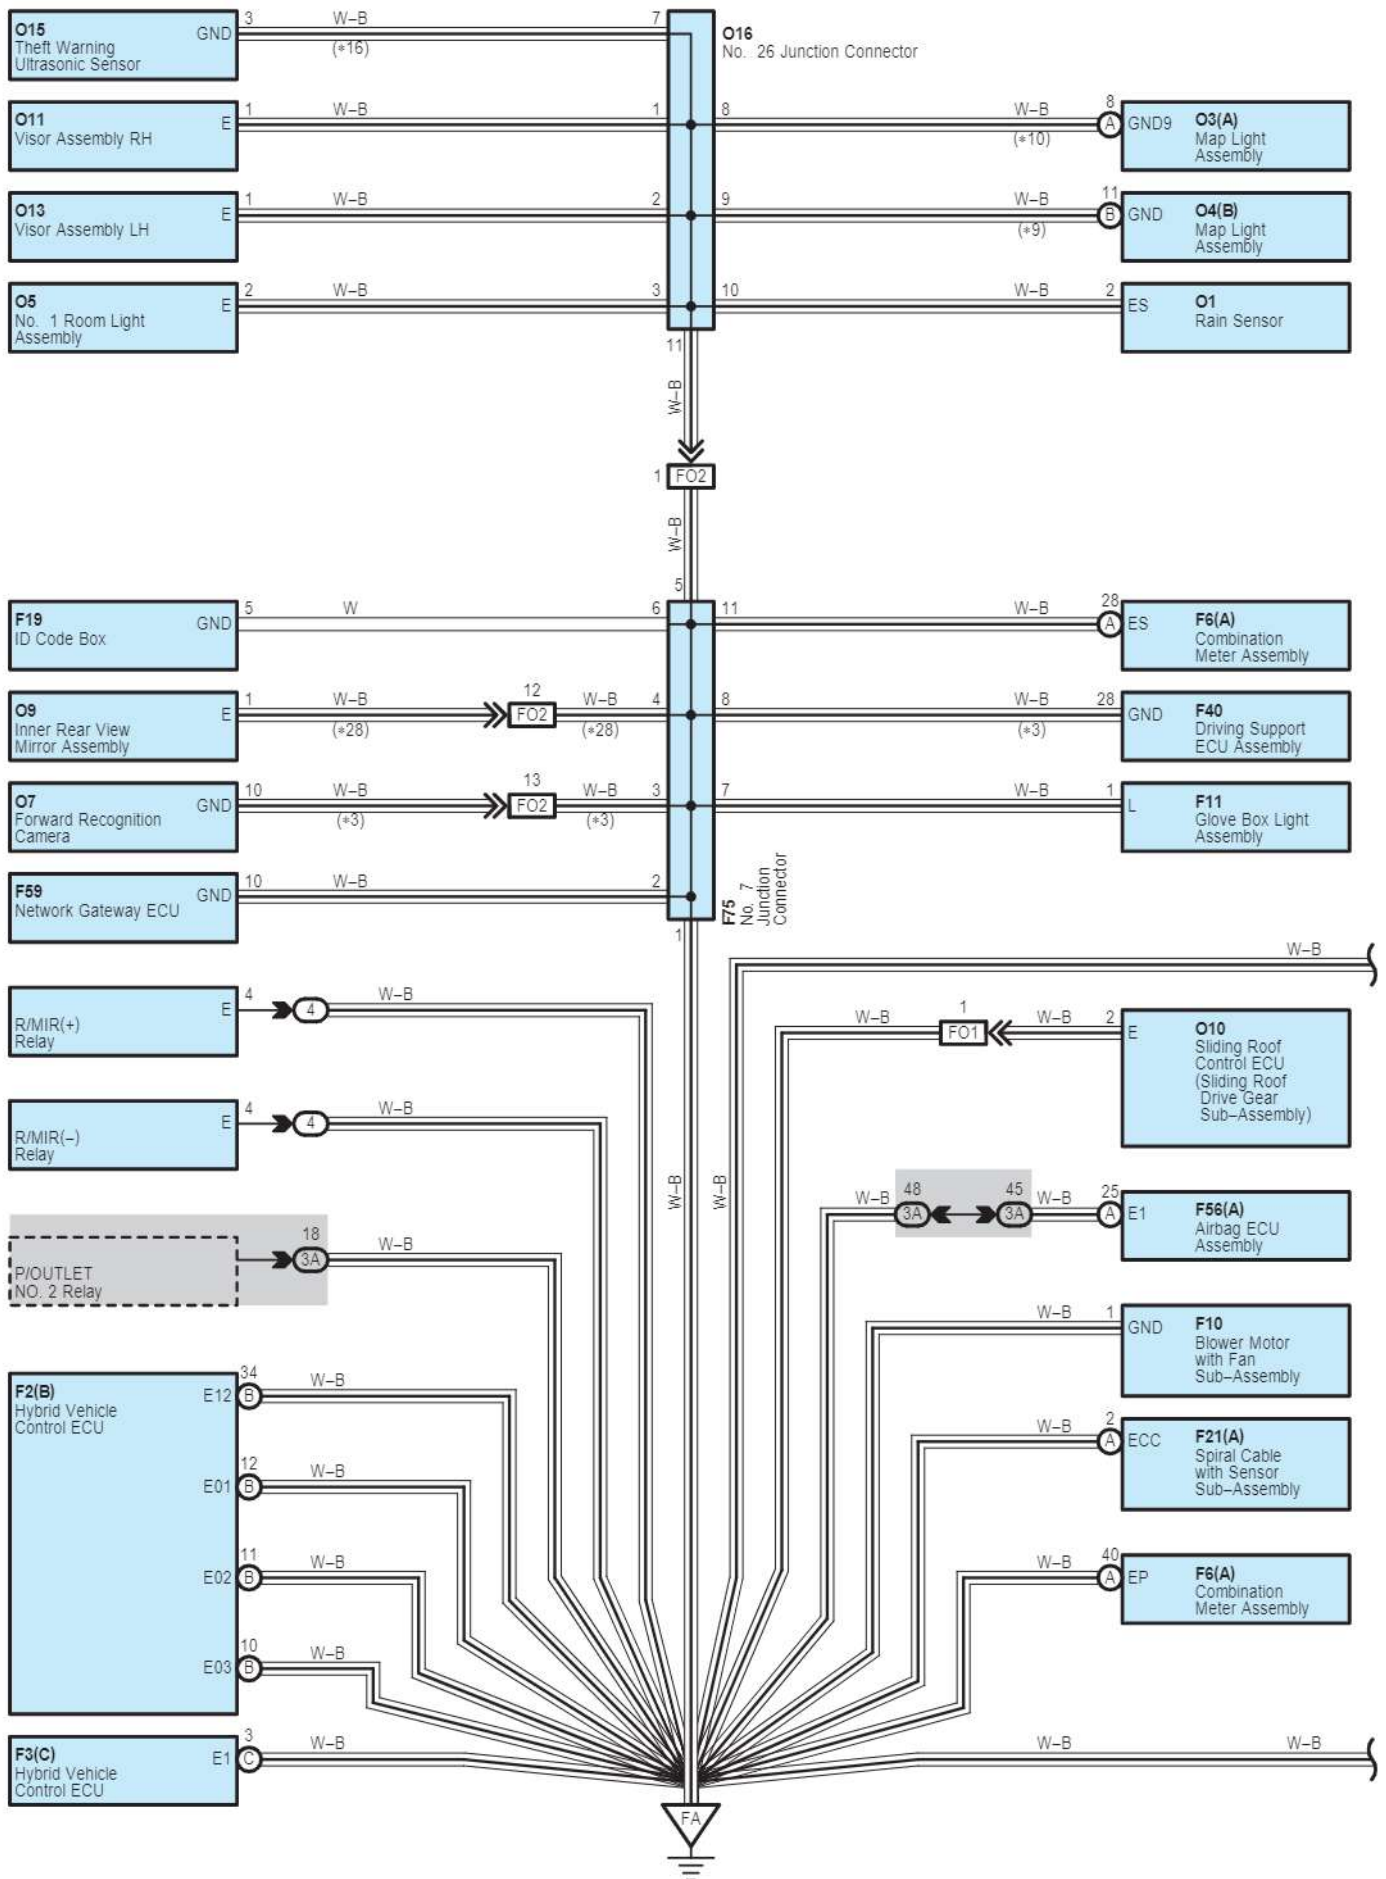 O15
Theft Warning
Ultrasonic Sensor
GND
3
W–B
(*16)
7
O16
No. 26 Junction Connector
O11
Visor Assembly RH
E
1
W–B
1
8
W–B
(*10)
8
A
GND9
O3(A)
Map Light
Assembly
O13
Visor Assembly LH
E
1
W–B
2
9
W–B
(*9)
11
B
GND
O4(B)
Map Light
Assembly
O5
No. 1 Room Light
Assembly
E
2
W–B
3
10
W–B
2
ES
O1
Rain Sensor
11
W–B
1
FO2
W–B
5
F19
ID Code Box
GND
5
W
6
11
W–B
28
A
ES
F6(A)
Combination
Meter Assembly
O9
Inner Rear View
Mirror Assembly
E
1
W–B
(*28)
12
FO2
W–B
(*28)
4
8
W–B
(*3)
28
GND
F40
Driving Support
ECU Assembly
O7
Forward Recognition
Camera
GND
10
W–B
(*3)
13
FO2
W–B
(*3)
3
7
W–B
1
L
F11
Glove Box Light
Assembly
F59
Network Gateway ECU
GND
10
W–B
2
F75
No. 7
Junction
Connector
1
W–B
R/MIR(+)
Relay
E
4
4
W–B
W–B
FO1
1
W–B
2
E
O10
Sliding Roof
Control ECU
(Sliding Roof
Drive Gear
Sub–Assembly)
R/MIR(–)
Relay
E
4
4
W–B
W–B
W–B
W–B
48
3A
45
3A
W–B
25
A
E1
F56(A)
Airbag ECU
Assembly
P/OUTLET
NO. 2 Relay
18
3A
W–B
W–B
1
GND
F10
Blower Motor
with Fan
Sub–Assembly
F2(B)
Hybrid Vehicle
Control ECU
E12
34
B
W–B
W–B
2
A
ECC
F21(A)
Spiral Cable
with Sensor
Sub–Assembly
E01
12
B
W–B
E02
11
B
W–B
W–B
40
A
EP
F6(A)
Combination
Meter Assembly
E03
10
B
W–B
F3(C)
Hybrid Vehicle
Control ECU
E1
3
C
W–B
W–B
W–B
FA